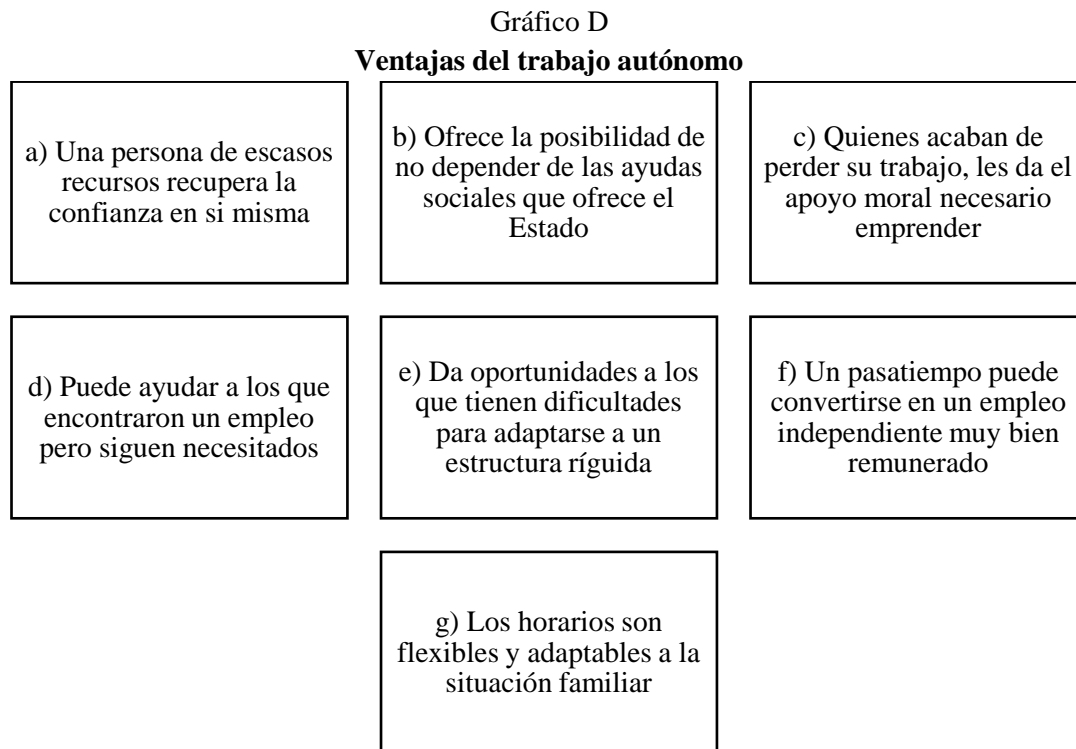 Gráfico D
Ventajas del trabajo autónomo
a) Una persona de escasos
recursos recupera la
confianza en si misma
b) Ofrece la posibilidad de
no depender de las ayudas
sociales que ofrece el
Estado
c) Quienes acaban de
perder su trabajo, les da el
apoyo moral necesario
emprender
d) Puede ayudar a los que
encontraron un empleo
pero siguen necesitados
e) Da oportunidades a los
que tienen dificultades
para adaptarse a un
estructura ríguida
f) Un pasatiempo puede
convertirse en un empleo
independiente muy bien
remunerado
g) Los horarios son
flexibles y adaptables a la
situación familiar